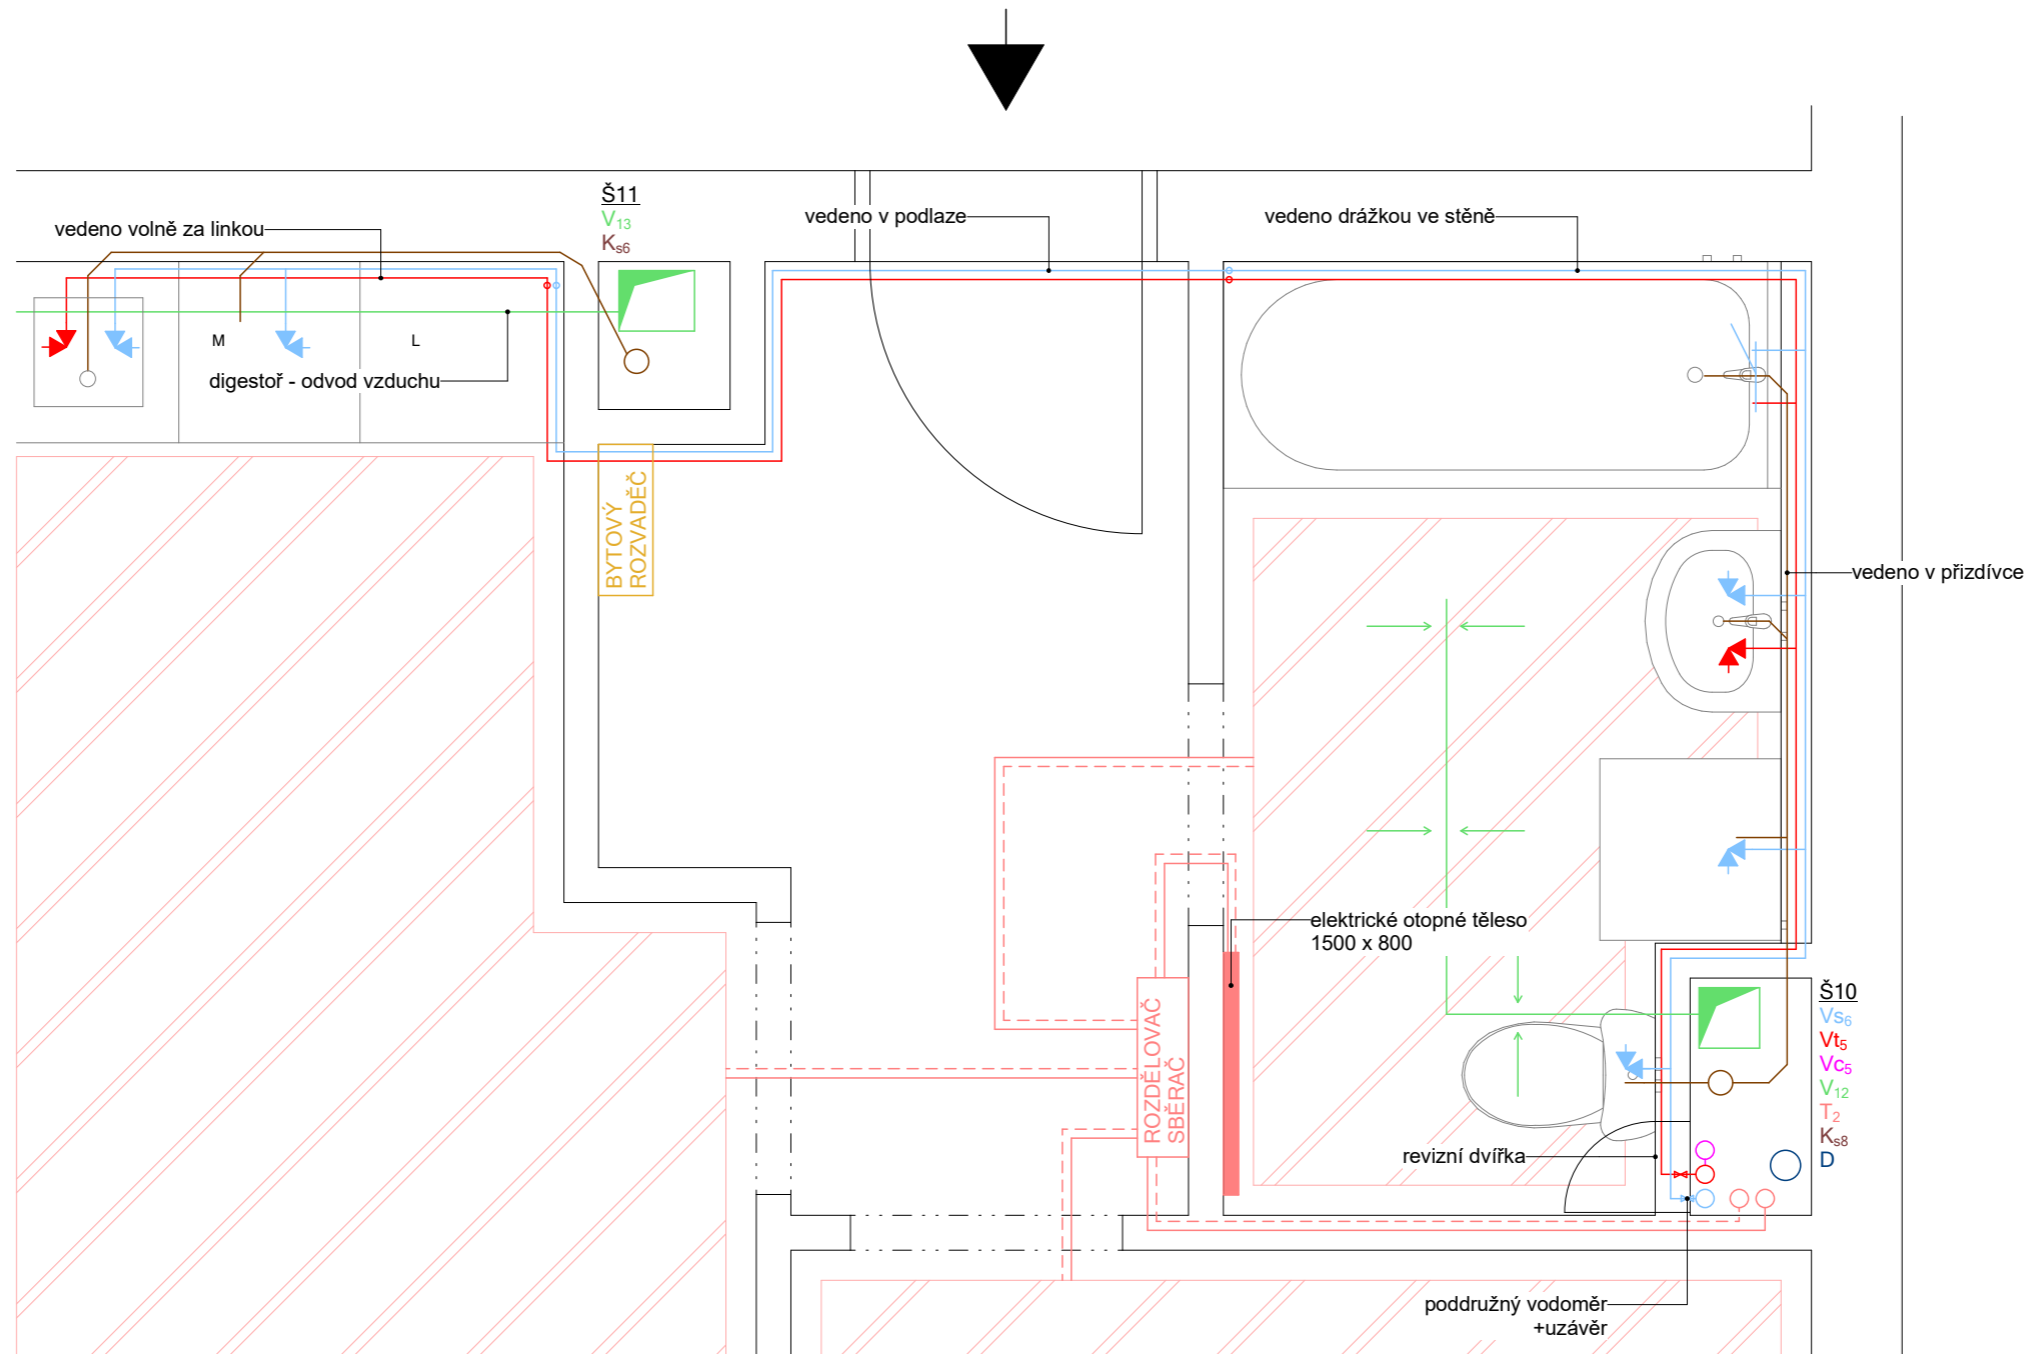 Š11
V13
Ks6
vedeno volně za linkou
vedeno v podlaze
vedeno drážkou ve stěně
M
L
digestoř - odvod vzduchu
BYTOVÝ
ROZVADĚČ
vedeno v přizdívce
elektrické otopné těleso
1500 x 800
ROZDĚLOVAČ
SBĚRAČ
Š10
Vs6
Vt5
Vc5
V12
T2
Ks8
D
revizní dvířka
poddružný vodoměr
+uzávěr